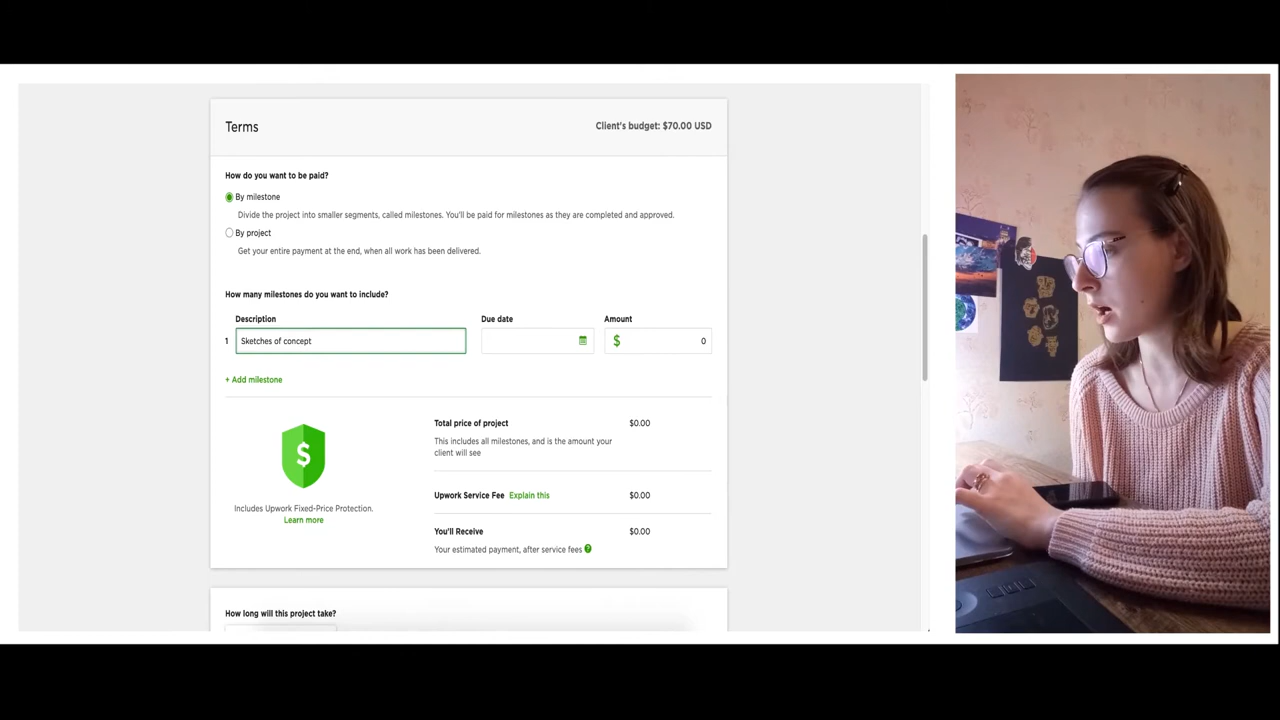 Terms
Client's budget: $70.00 USD
How do you want to be paid?
By milestone
Divide the project into smaller segments, called milestones. You'll be paid for milestones as they are completed and approved.
By project
Get your entire payment at the end, when all work has been delivered.
How many milestones do you want to include?
Description Due date Amount
1 Sketches of concept $ 0
+ Add milestone
$
Includes Upwork Fixed-Price Protection.
Learn more
Total price of project $0.00
This includes all milestones, and is the amount your
client will see
Upwork Service Fee Explain this $0.00
You'll Receive $0.00
Your estimated payment, after service fees ?
How long will this project take?